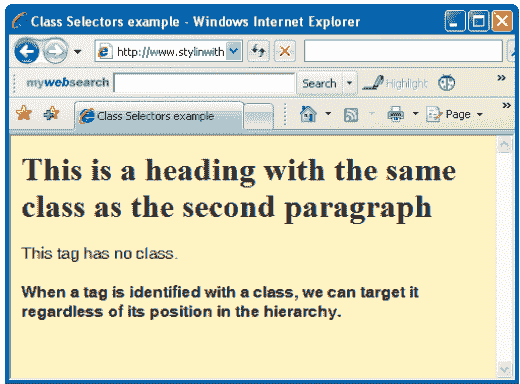 Class Selectors example - Windows Internet Explorer
http://www.stylinwith
mywebsearch Search Highlight »
Class Selectors example Page »
This is a heading with the same
class as the second paragraph
This tag has no class.
When a tag is identified with a class, we can target it
regardless of its position in the hierarchy.